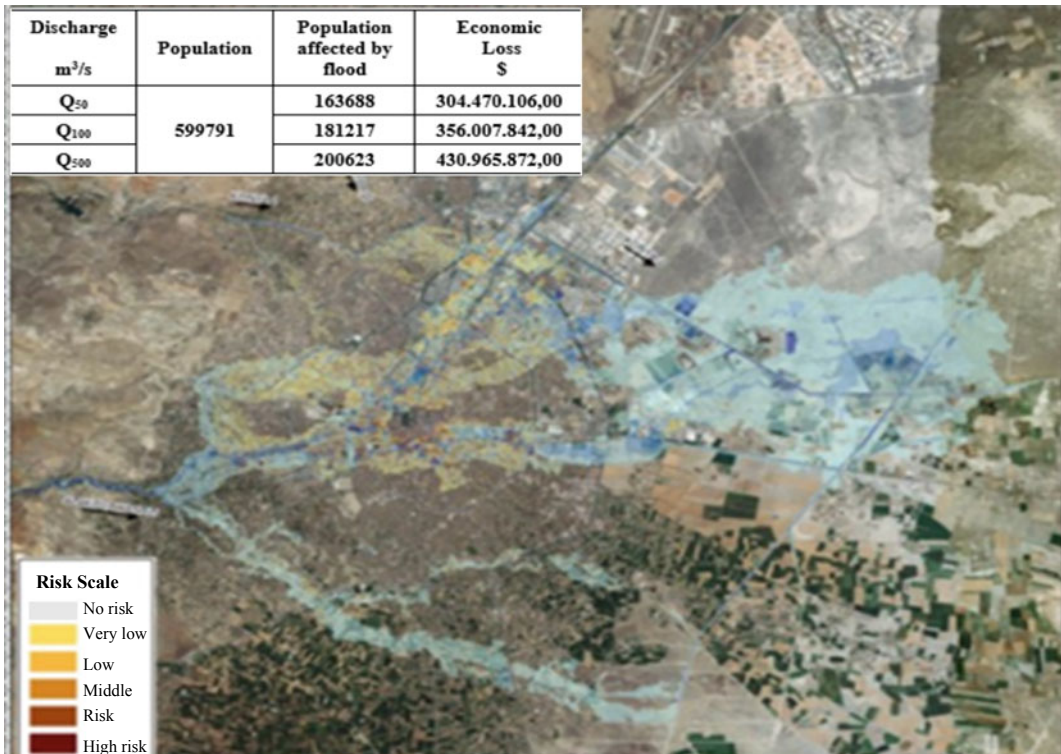 Discharge
m³/s
Population
Population
affected by
flood
Economic
Loss
$
Q50 599791 163688 304.470.106,00
Q100 181217 356.007.842,00
Q500 200623 430.965.872,00
Risk Scale
No risk
Very low
Low
Middle
Risk
High risk